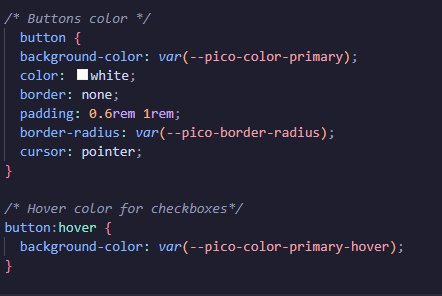 /* Buttons color */
button {
background-color: var(--pico-color-primary);
color: white;
border: none;
padding: 0.6rem 1rem;
border-radius: var(--pico-border-radius);
cursor: pointer;
}
/* Hover color for checkboxes*/
button:hover {
background-color: var(--pico-color-primary-hover);
}